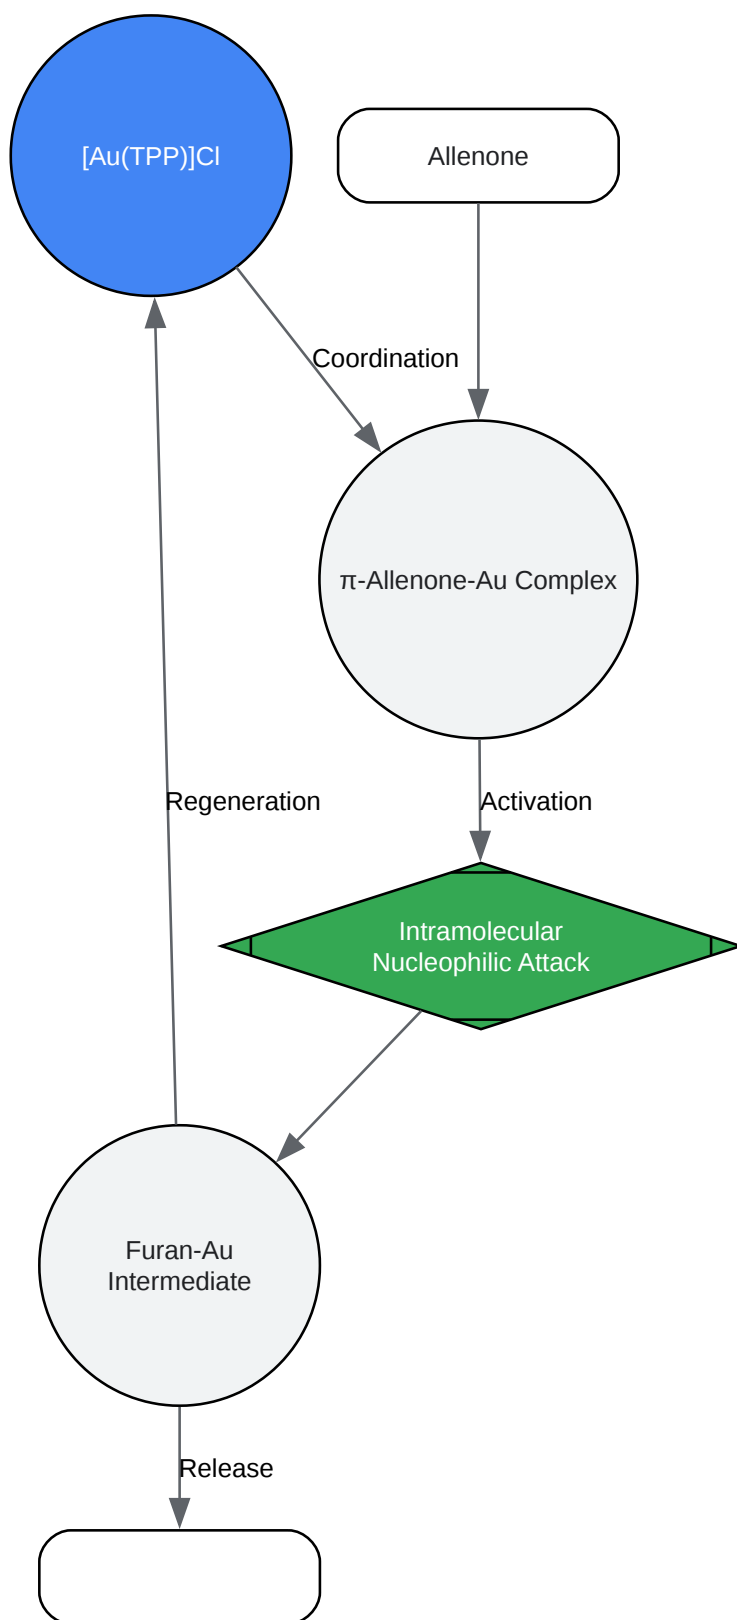 [Au(TPP)]Cl
Allenone
Coordination
π-Allenone-Au Complex
Regeneration
Activation
Intramolecular
Nucleophilic Attack
Furan-Au
Intermediate
Release